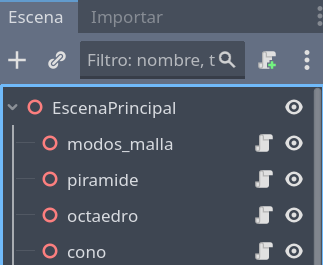 Escena Importar
Filtro: nombre, t
EscenaPrincipal
modos_malla
piramide
octaedro
cono